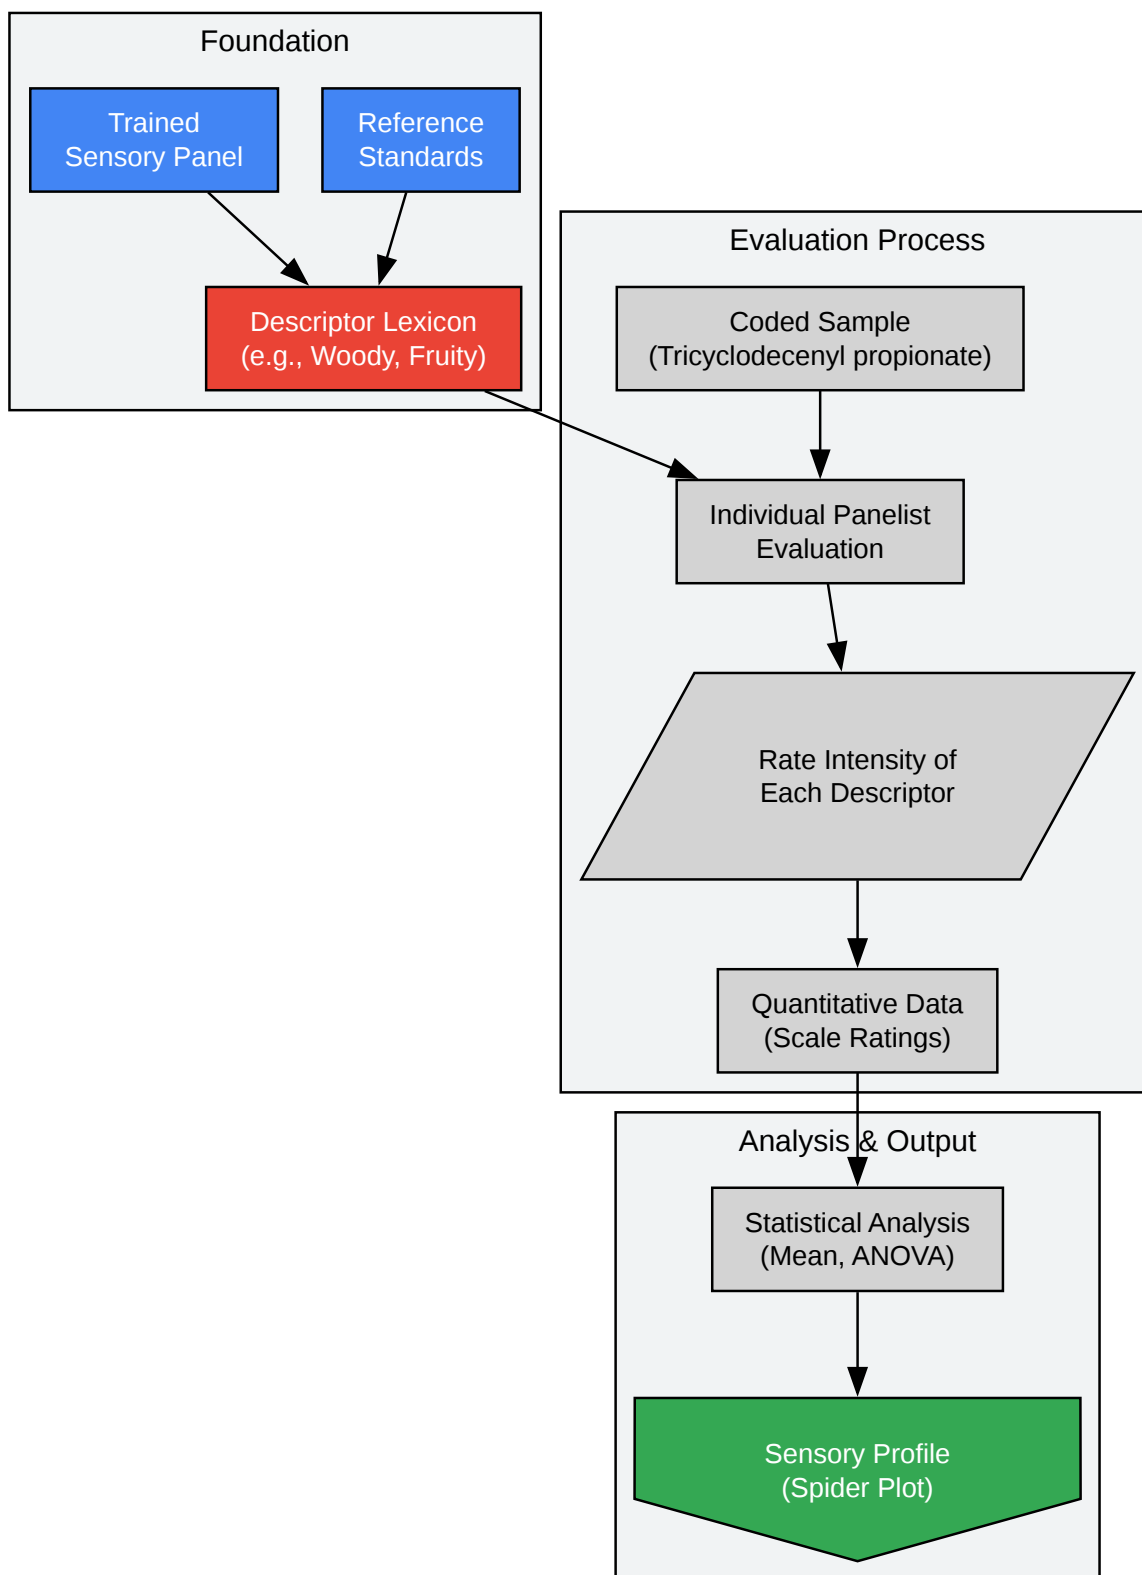 Foundation
Trained
Sensory Panel
Reference
Standards
Descriptor Lexicon
(e.g., Woody, Fruity)
Evaluation Process
Coded Sample
(Tricyclodecenyl propionate)
Individual Panelist
Evaluation
Rate Intensity of
Each Descriptor
Quantitative Data
(Scale Ratings)
Analysis & Output
Statistical Analysis
(Mean, ANOVA)
Sensory Profile
(Spider Plot)